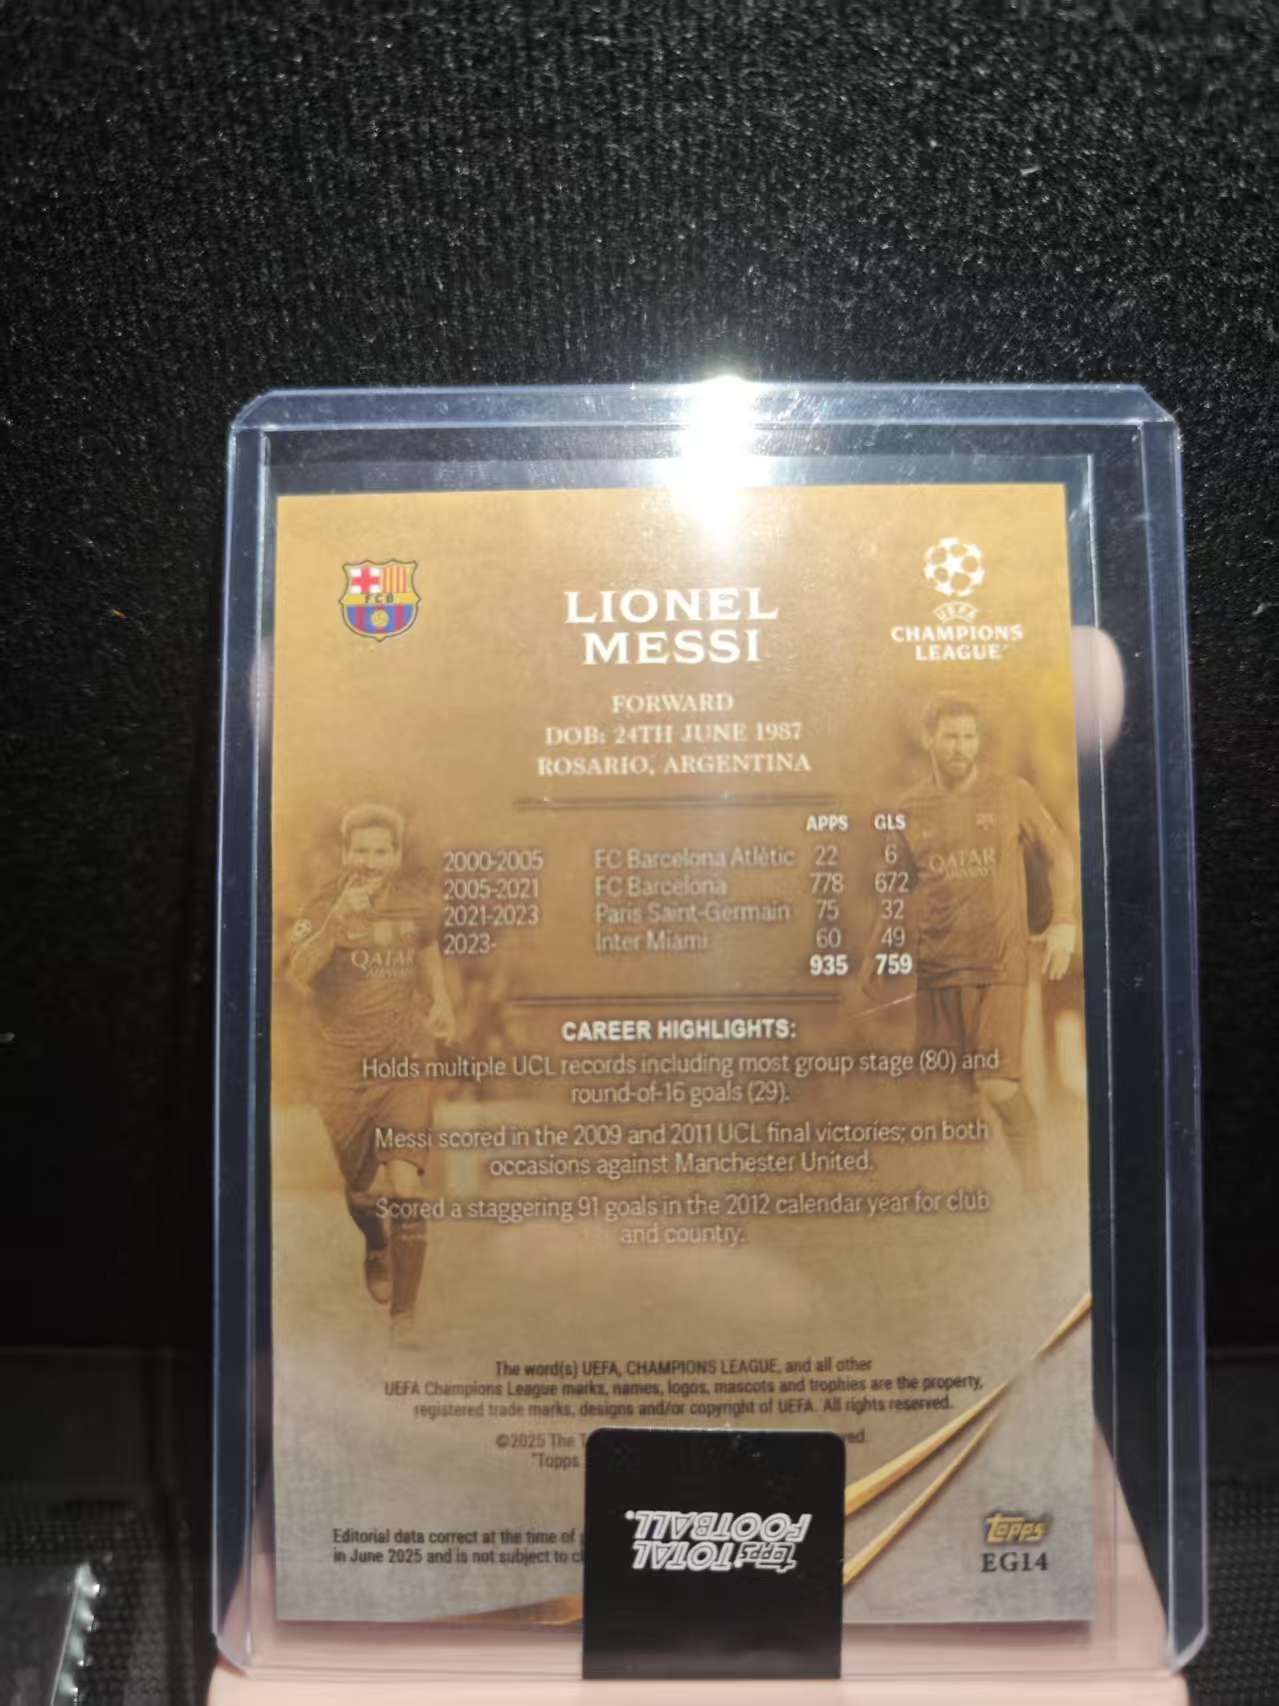 FCB
LIONEL
MESSI
UEFA
CHAMPIONS
LEAGUE
FORWARD
DOB: 24TH JUNE 1987
ROSARIO, ARGENTINA
APPS GLS
2000-2005 FC Barcelona Atlètic 22 6
2005-2021 FC Barcelona 778 672
2021-2023 Paris Saint-Germain 75 32
2023- Inter Miami 60 49
935 759
QATAR
AIRWAYS
QATAR
AIRWAYS
CAREER HIGHLIGHTS:
Holds multiple UCL records including most group stage (80) and
round-of-16 goals (29).
Messi scored in the 2009 and 2011 UCL final victories; on both
occasions against Manchester United.
Scored a staggering 91 goals in the 2012 calendar year for club
and country.
The word(s) UEFA, CHAMPIONS LEAGUE, and all other
UEFA Champions League marks, names, logos, mascots and trophies are the property,
registered trade marks, designs and/or copyright of UEFA. All rights reserved.
©2025 The
"Topps
Editorial data correct at the time of
in June 2025 and is not subject to
topps TOTAL
FOOTBALL.
topps
EG14